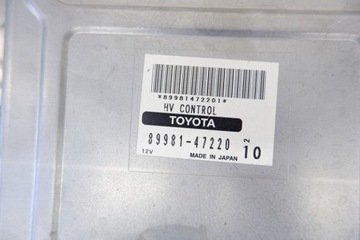 *89981472201*
HV CONTROL
TOYOTA
89981-47220 2
12V MADE IN JAPAN 10